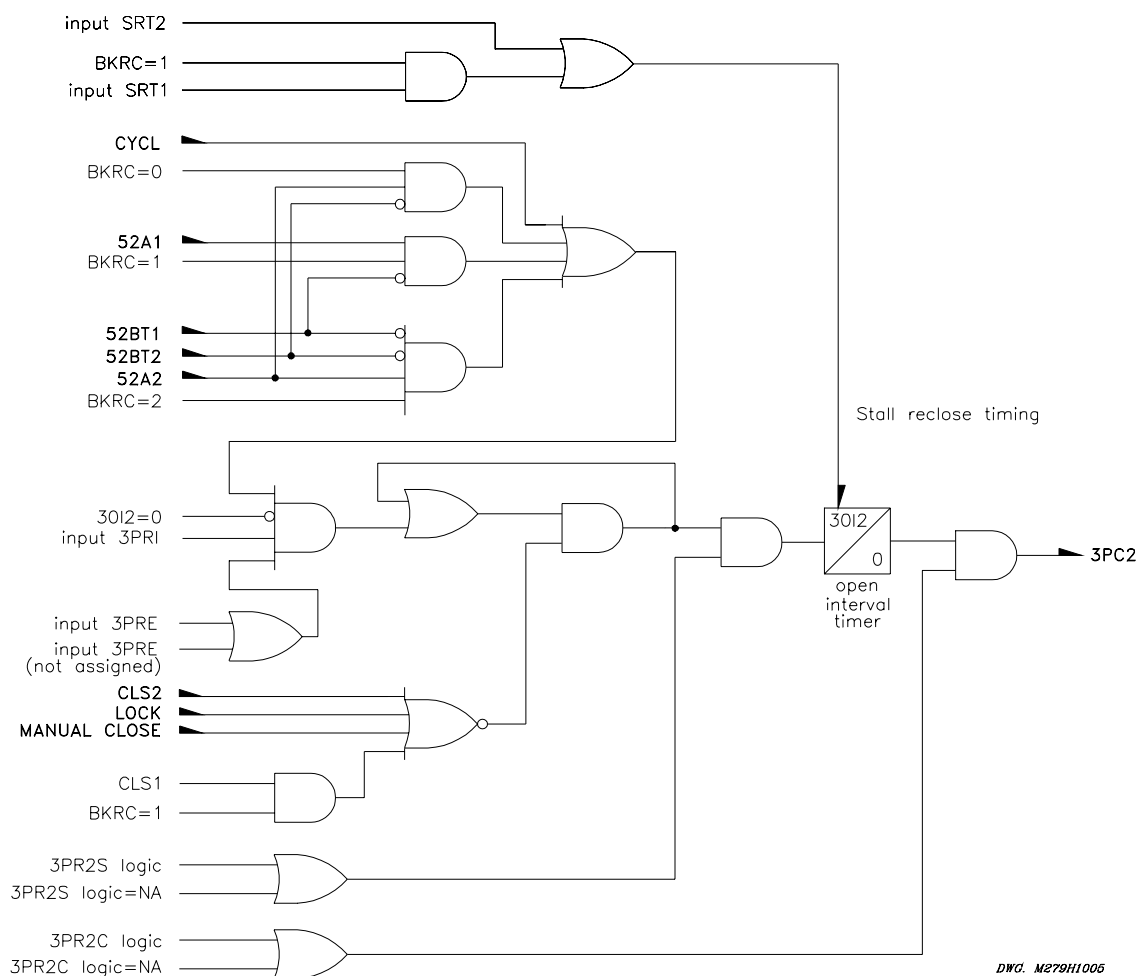 input SRT2
BKRC=1
input SRT1
CYCL
BKRC=0
52A1
BKRC=1
52BT1
52BT2
52A2
BKRC=2
Stall reclose timing
3OI2=0
input 3PRI
3OI2
0
open
interval
timer
3PC2
input 3PRE
input 3PRE
(not assigned)
CLS2
LOCK
MANUAL CLOSE
CLS1
BKRC=1
3PR2S logic
3PR2S logic=NA
3PR2C logic
3PR2C logic=NA
DWG. M279H1005